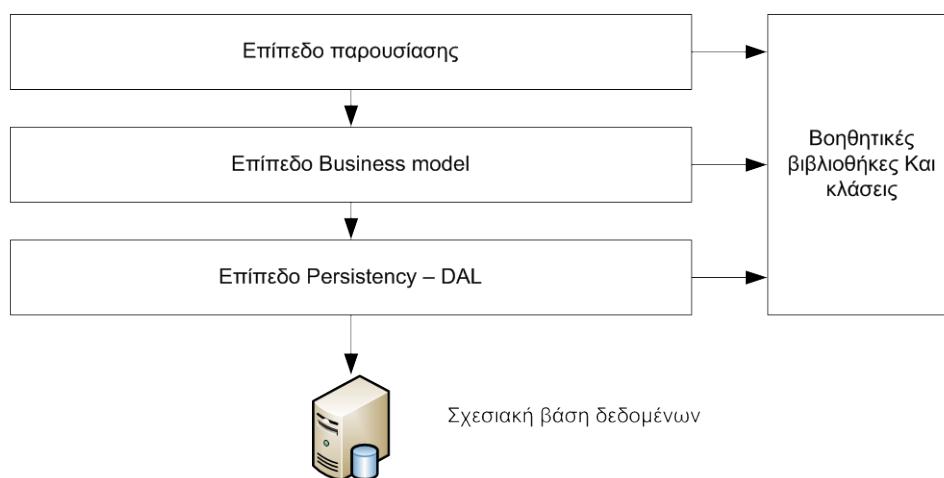 Επίπεδο παρουσίασης
Επίπεδο Business model
Επίπεδο Persistency – DAL
Βοηθητικές
βιβλιοθήκες Και
κλάσεις
Σχεσιακή βάση δεδομένων